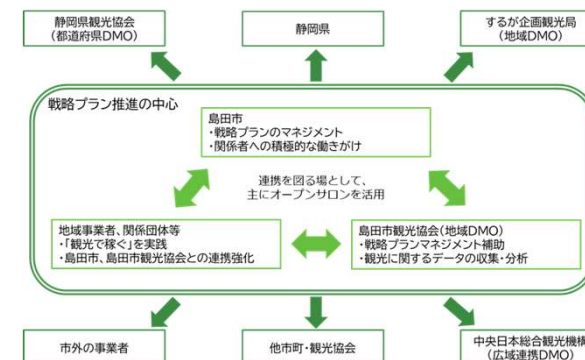 静岡県観光協会
(都道府県DMO)
静岡県
するが企画観光局
(地域DMO)
戦略プラン推進の中心
島田市
・戦略プランのマネジメント
・関係者への積極的な働きがけ
連携を図る場として、
主にオープンサロンを活用
地域事業者、関係団体等
・「観光で稼ぐ」を実践
・島田市、島田市観光協会との連携強化
島田市観光協会(地域DMO)
・戦略プランマネジメント補助
・観光に関するデータの収集・分析
市外の事業者
他市町・観光協会
中央日本総合観光機構
(広域連携DMO)